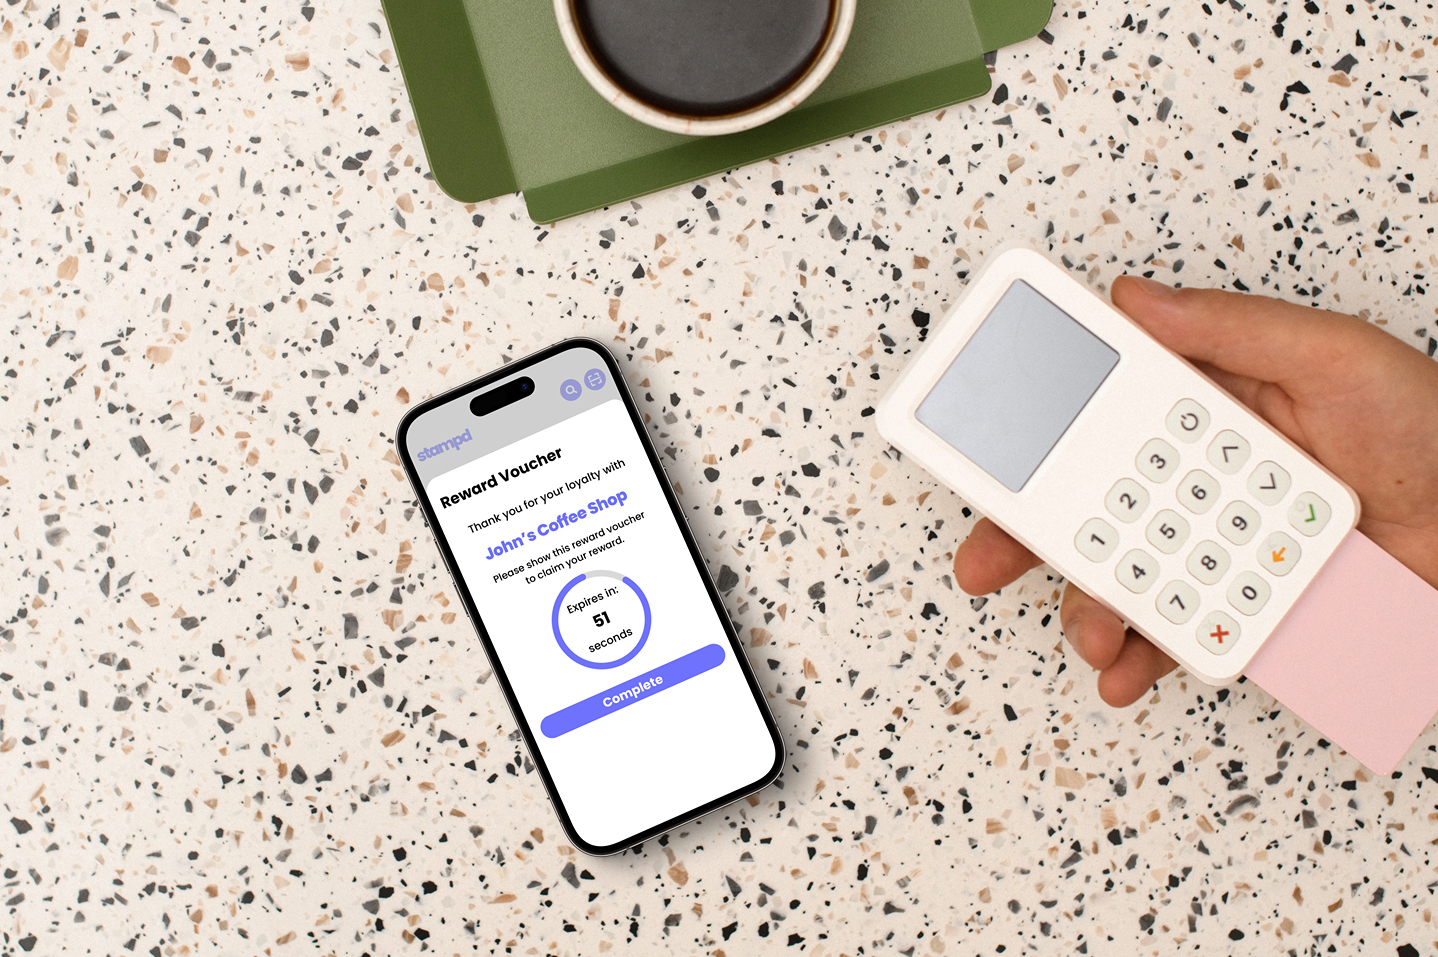 stampd
Reward Voucher
Thank you for your loyalty with
John's Coffee Shop
Please show this reward voucher
to claim your reward.
Expires in:
51
seconds
Complete
1 2 3
4 5 6
7 8 9
0